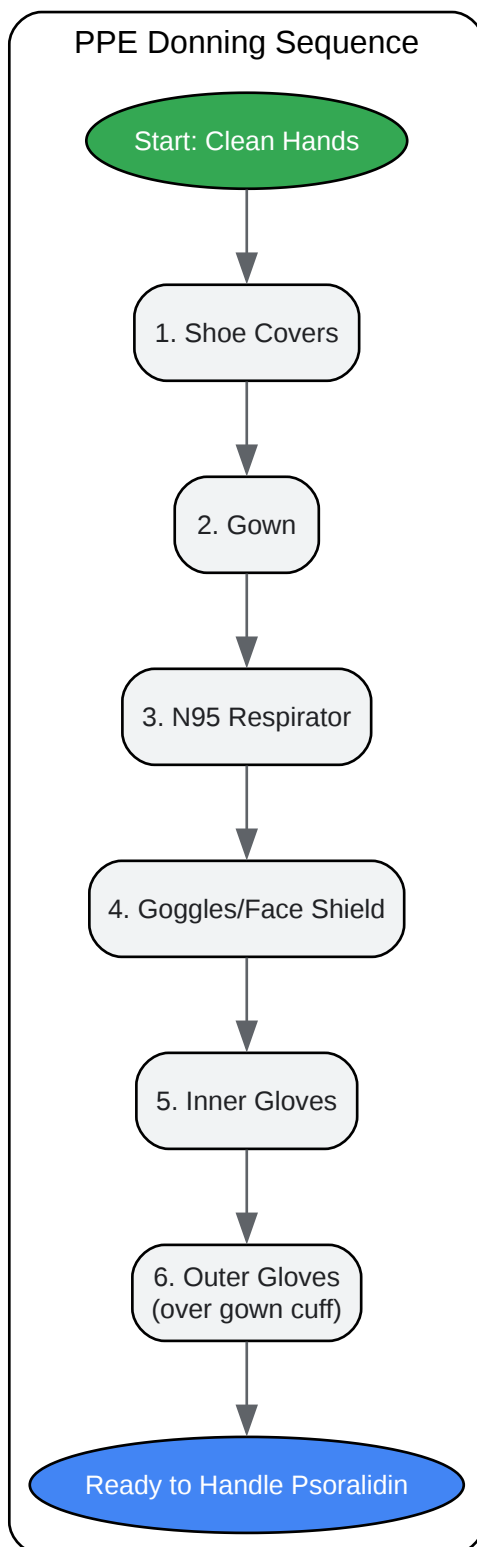 PPE Donning Sequence
Start: Clean Hands
1. Shoe Covers
2. Gown
3. N95 Respirator
4. Goggles/Face Shield
5. Inner Gloves
6. Outer Gloves
(over gown cuff)
Ready to Handle Psoralidin